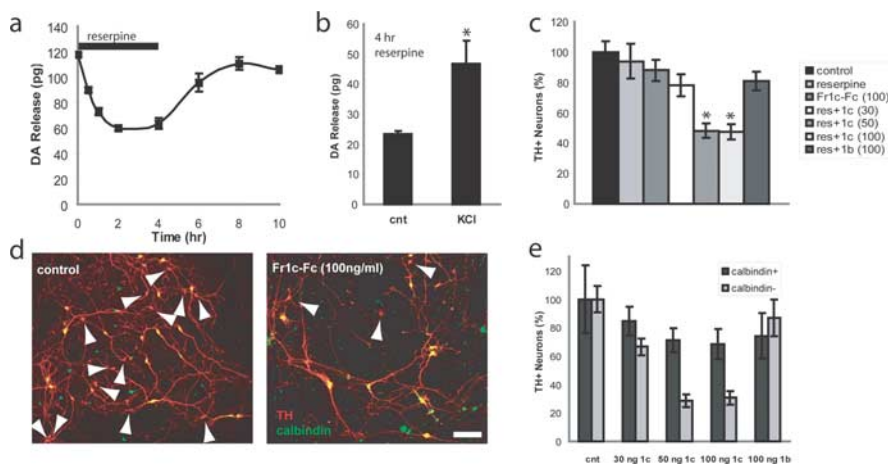 a
reserpine
DA Release (pg)
140
120
100
80
60
40
20
0
0 2 4 6 8 10
Time (hr)
b
4 hr
reserpine
*
DA Release (pg)
60
50
40
30
20
10
0
cnt KCl
c
TH+ Neurons (%)
120
100
80
60
40
20
0
* *
control
reserpine
Fr1c-Fc (100)
res+1c (30)
res+1c (50)
res+1c (100)
res+1b (100)
d
control
Fr1c-Fc (100ng/ml)
TH
calbindin
e
calbindin+
calbindin-
TH+ Neurons (%)
120
100
80
60
40
20
0
cnt 30 ng 1c 50 ng 1c 100 ng 1c 100 ng 1b